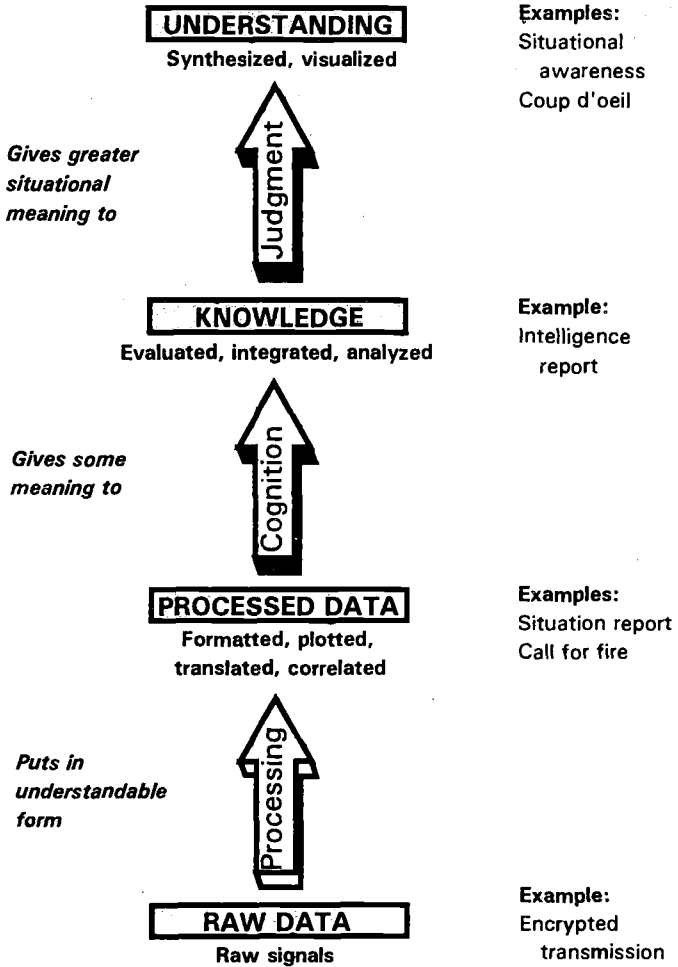 UNDERSTANDING
Synthesized, visualized
Examples:
Situational
awareness
Coup d'oeil
Gives greater
situational
meaning to
Judgment
KNOWLEDGE
Evaluated, integrated, analyzed
Example:
Intelligence
report
Gives some
meaning to
Cognition
PROCESSED DATA
Formatted, plotted,
translated, correlated
Examples:
Situation report
Call for fire
Puts in
understandable
form
Processing
RAW DATA
Raw signals
Example:
Encrypted
transmission